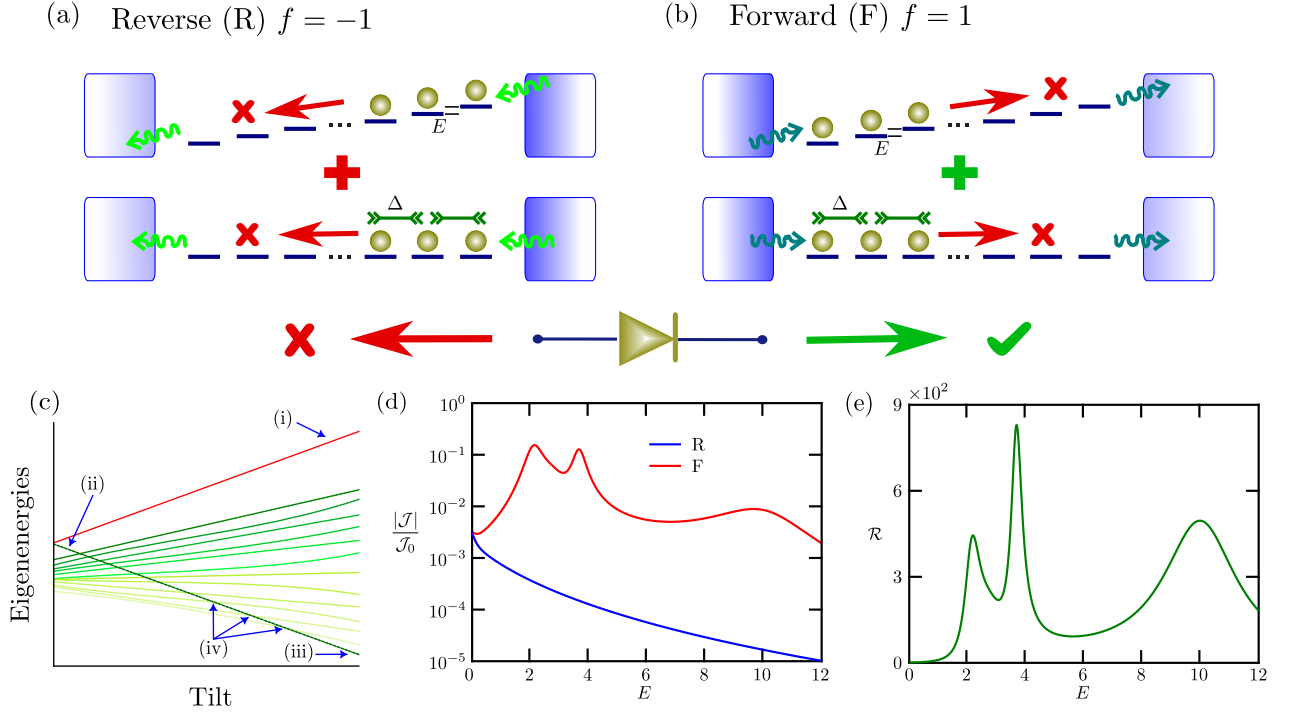 (a) Reverse (R) f = −1
(b) Forward (F) f = 1
E
E
Δ
Δ
(c)
Eigenenergies
Tilt
(i)
(ii)
(iv)
(iii)
(d)
|𝒥|
𝒥₀
10⁰
10⁻¹
10⁻²
10⁻³
10⁻⁴
10⁻⁵
R
F
0 2 4 6 8 10 12
E
(e)
×10²
9
6
3
0
ℛ
0 2 4 6 8 10 12
E